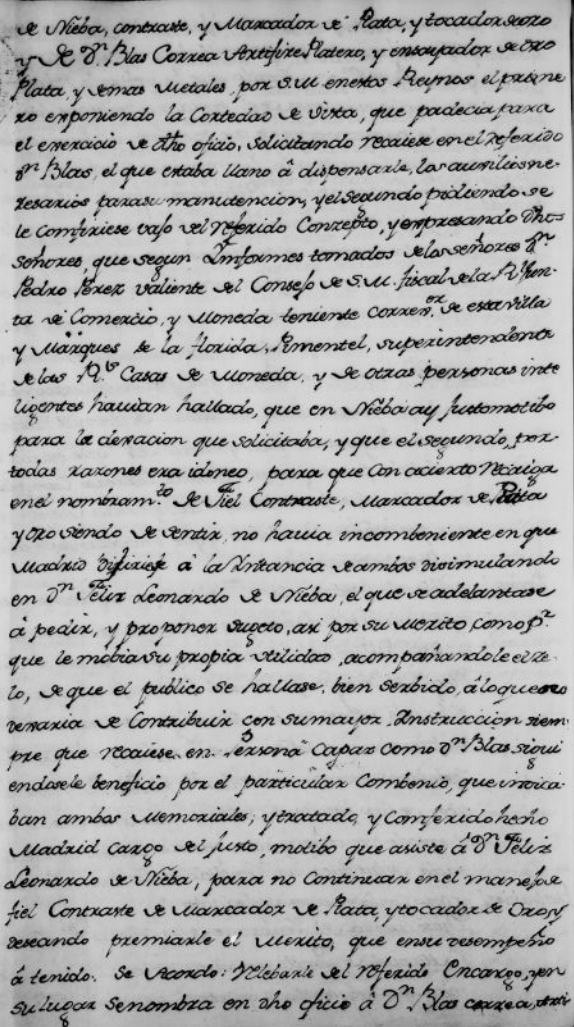 de Nieba, contraste, y Marcador de Plata, y tocador de oro
y de Dn Blas Correa Artifize Platero, y ensayador de oro
Plata, y demas Metales, por S.M. en estos Reynos el prime
ro exponiendo la Cortedad de vista, que padecia para
el exercicio de dho oficio, solicitando recaiese en el referido
Dn Blas, el que estaba llano â dispensarle, los auxilios ne-
zesarios para su manutencion, y el segundo pidiendo se
le comfiriese vajo del referido Conzepto, y expresando dhos
señores, que segun Ynformes tomados de los señores Dn
Pedro Perez valiente del Consejo de S.M. fiscal de la Rl Jun-
ta de Comercio, y Moneda teniente correxor de esta villa
y Marques de la florida, Pimentel, superintendente
de las Rs Casas de Moneda, y de otras personas inte
ligentes havian hallado, que en Nieba ay Justo motibo
para la que solicitaba, y que el segundo, por
todas razones era idoneo, para que con acierto recaiga
en el nombramto de Fiel Contraste, Marcador de Plata
y oro siendo de sentir, no havia incombeniente en que
Madrid difiriese â la Ynstancia de ambos disimulando
en Dn Feliz Leonardo de Nieba, el que se adelantase
â pedir, y proponer sugeto, asi por su merito, como pr
que le mobia su propia utilidad, acompañandole el ze-
lo, de que el publico se hallase, bien serbido, â lo que no
dexaria de Contribuir con su mayor Ynstruccion siem-
pre que recaiese en Persona capaz como Dn Blas sigui
endosele beneficio por el particular Combenio, que indica-
ban ambos Memoriales; y tratado, y Comferido hecho
Madrid cargo del justo, motibo que asiste â Dn Feliz
Leonardo de Nieba, para no Continuar en el manejo de
fiel Contraste de Marcador de Plata, y tocador de Oro, y
deseando premiarle el Merito, que en su desempeño
â tenido. Se Acordo: Relebarle del referido Encargo, y en
su lugar se nombra en dho oficio â Dn Blas correa, Arti